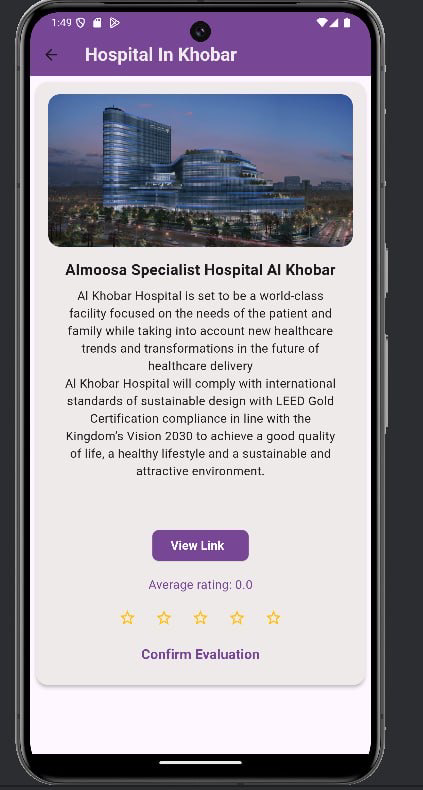 1:49
Hospital In Khobar
Almoosa Specialist Hospital Al Khobar
Al Khobar Hospital is set to be a world-class
facility focused on the needs of the patient and
family while taking into account new healthcare
trends and transformations in the future of
healthcare delivery
Al Khobar Hospital will comply with international
standards of sustainable design with LEED Gold
Certification compliance in line with the
Kingdom's Vision 2030 to achieve a good quality
of life, a healthy lifestyle and a sustainable and
attractive environment.
View Link
Average rating: 0.0
Confirm Evaluation